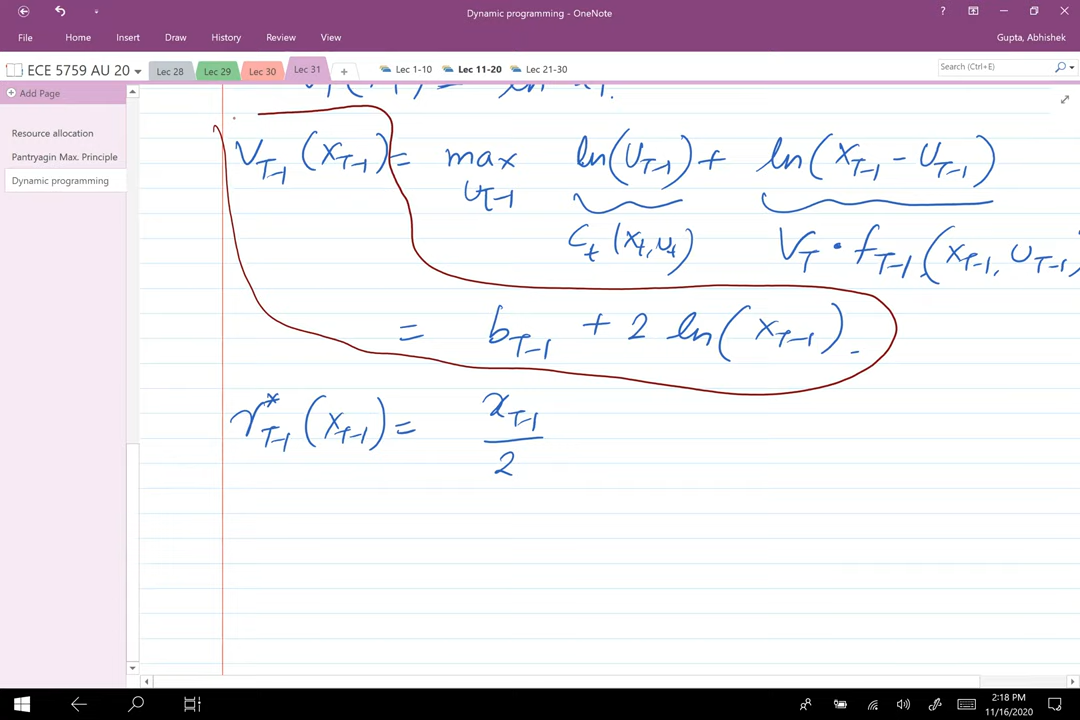 Dynamic programming - OneNote
?
File Home Insert Draw History Review View Gupta, Abhishek
ECE 5759 AU 20 Lec 28 Lec 29 Lec 30 Lec 31 + Lec 1-10 Lec 11-20 Lec 21-30 Search (Ctrl+E)
Add Page
Resource allocation
Pantryagin Max. Principle
Dynamic programming
V_{T-1}(x_{T-1}) = max_{u_{T-1}} ln(u_{T-1}) + ln(x_{T-1} - u_{T-1})
c_t(x_t, u_t) V_T • f_{T-1}(x_{T-1}, u_{T-1})
= b_{T-1} + 2 ln(x_{T-1}).
γ*_{T-1}(x_{T-1}) = x_{T-1} / 2
2:18 PM
11/16/2020